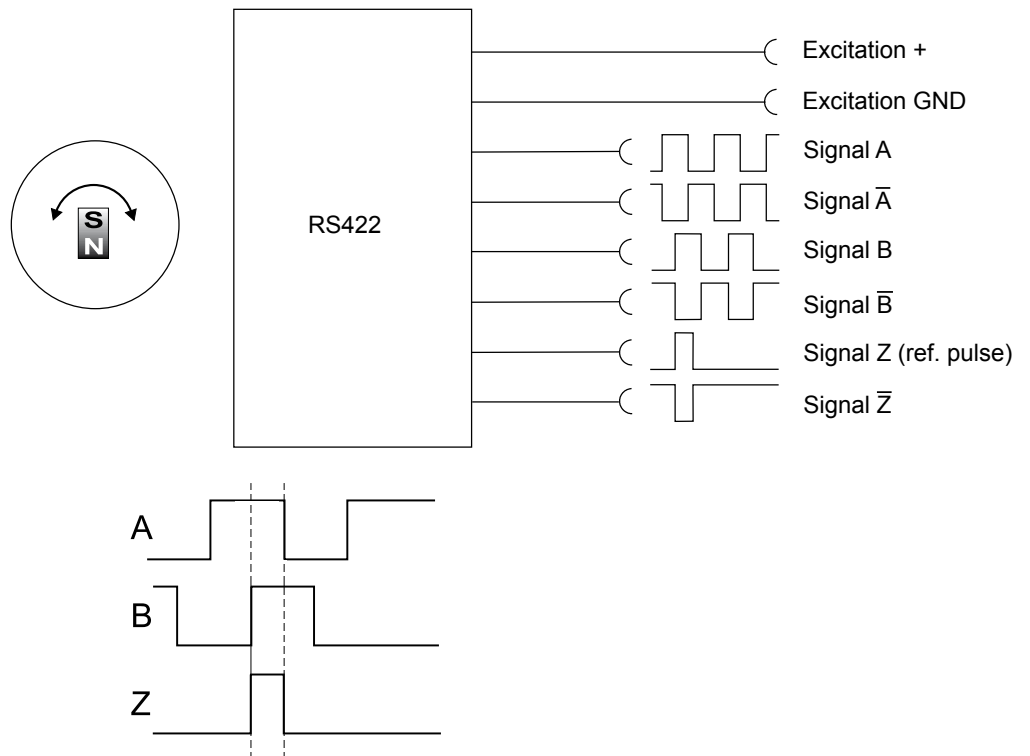 Excitation +
Excitation GND
Signal A
Signal A̅
Signal B
Signal B̅
Signal Z (ref. pulse)
Signal Z̅
S
N
RS422
A
B
Z